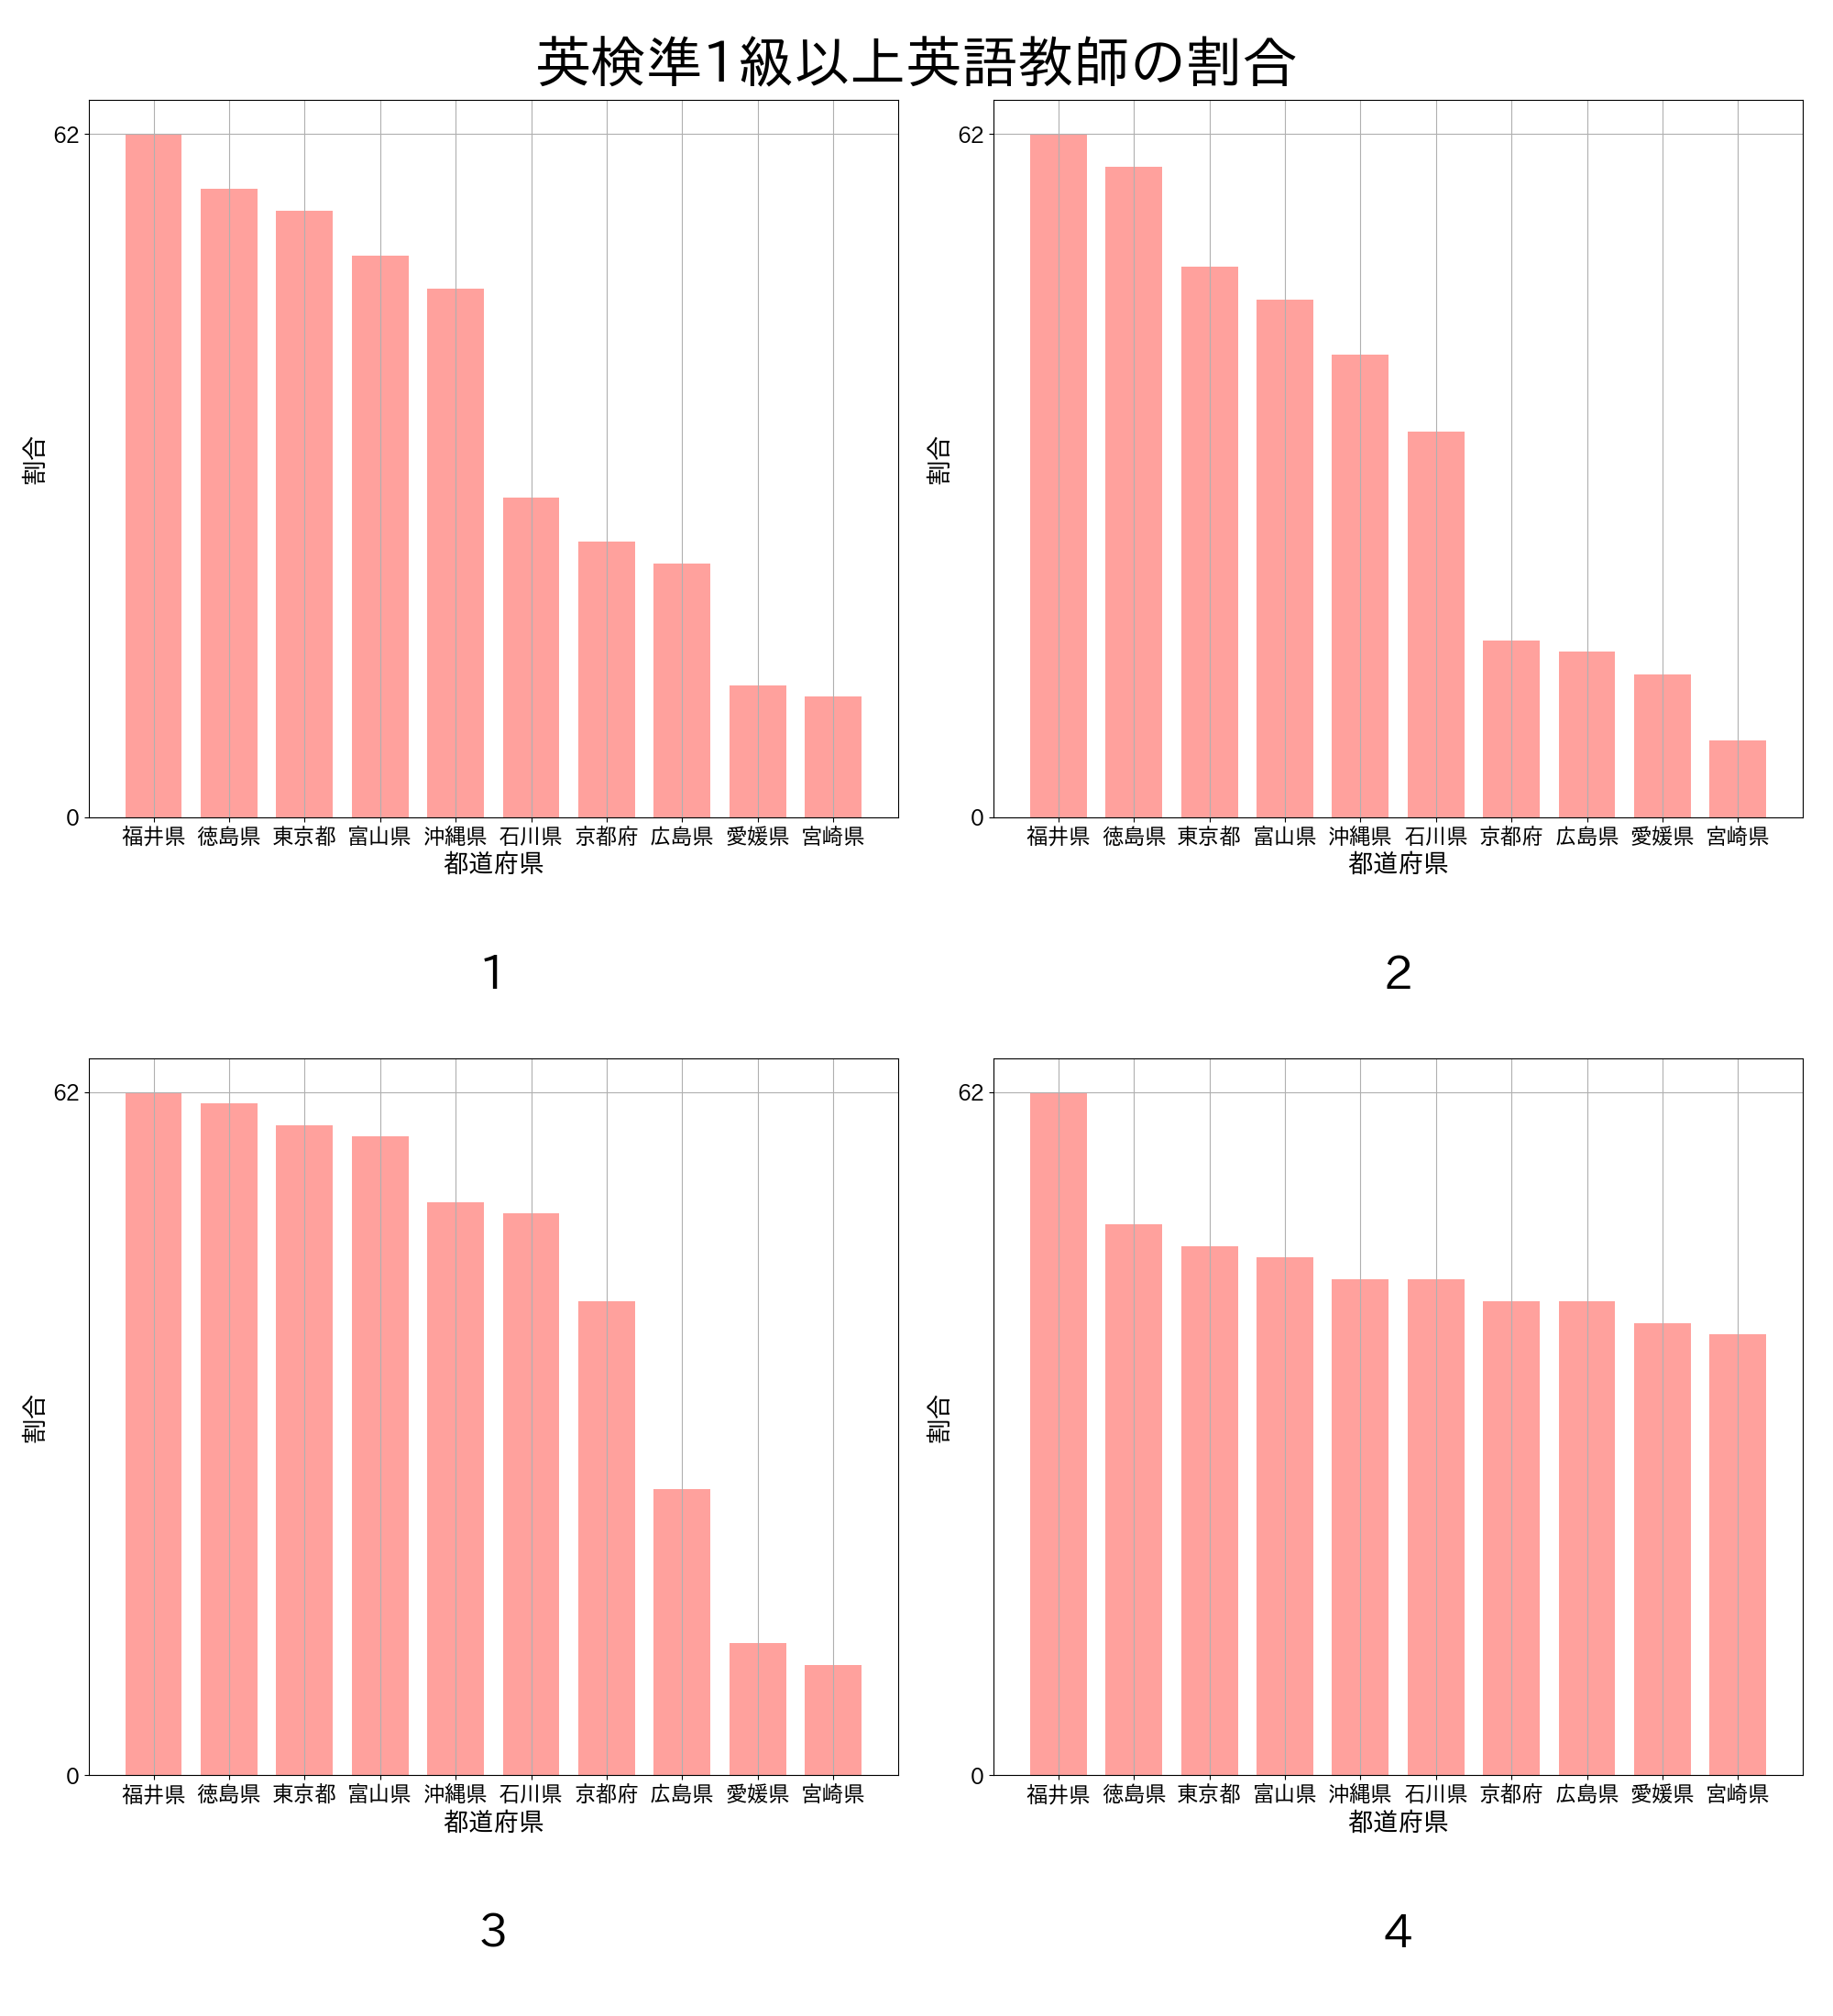 英検準1級以上英語教師の割合
62
0
割合
福井県 徳島県 東京都 富山県 沖縄県 石川県 京都府 広島県 愛媛県 宮崎県
都道府県
1
62
0
割合
福井県 徳島県 東京都 富山県 沖縄県 石川県 京都府 広島県 愛媛県 宮崎県
都道府県
2
62
0
割合
福井県 徳島県 東京都 富山県 沖縄県 石川県 京都府 広島県 愛媛県 宮崎県
都道府県
3
62
0
割合
福井県 徳島県 東京都 富山県 沖縄県 石川県 京都府 広島県 愛媛県 宮崎県
都道府県
4